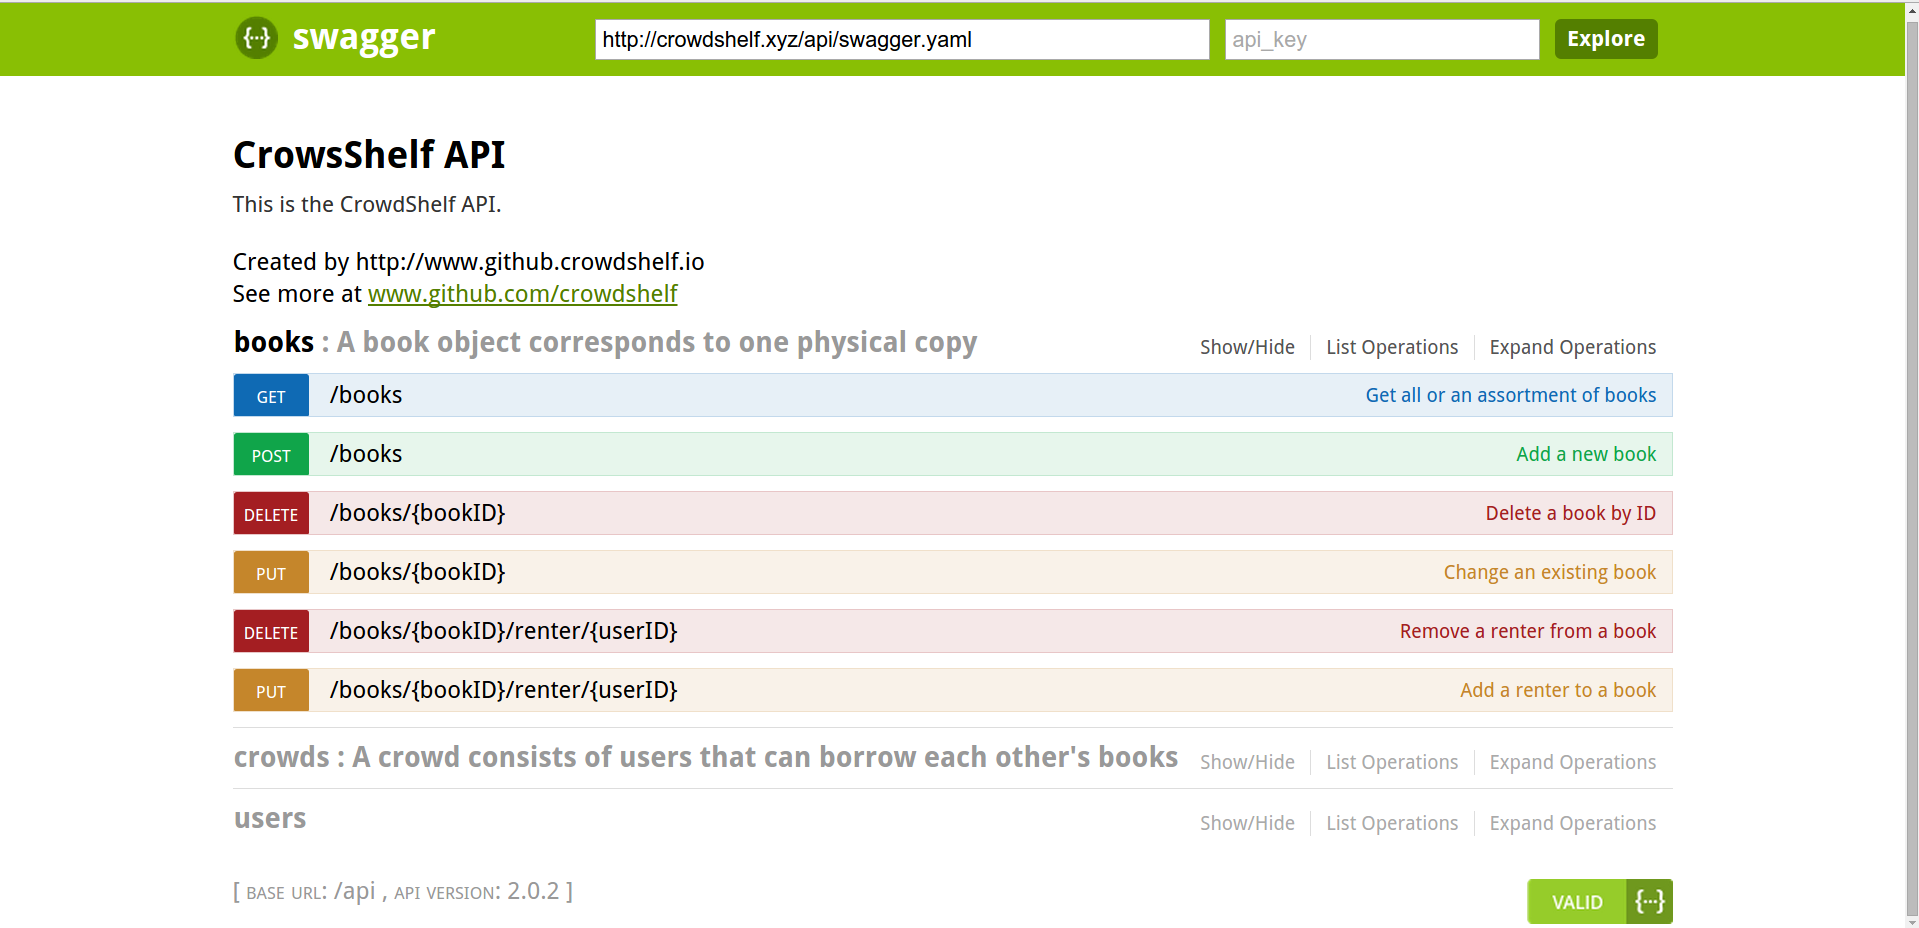 {···} swagger http://crowdshelf.xyz/api/swagger.yaml api_key Explore
CrowsShelf API
This is the CrowdShelf API.
Created by http://www.github.crowdshelf.io
See more at www.github.com/crowdshelf
books : A book object corresponds to one physical copy Show/Hide List Operations Expand Operations
GET /books Get all or an assortment of books
POST /books Add a new book
DELETE /books/{bookID} Delete a book by ID
PUT /books/{bookID} Change an existing book
DELETE /books/{bookID}/renter/{userID} Remove a renter from a book
PUT /books/{bookID}/renter/{userID} Add a renter to a book
crowds : A crowd consists of users that can borrow each other's books Show/Hide List Operations Expand Operations
users Show/Hide List Operations Expand Operations
[ BASE URL: /api , API VERSION: 2.0.2 ]
VALID {···}